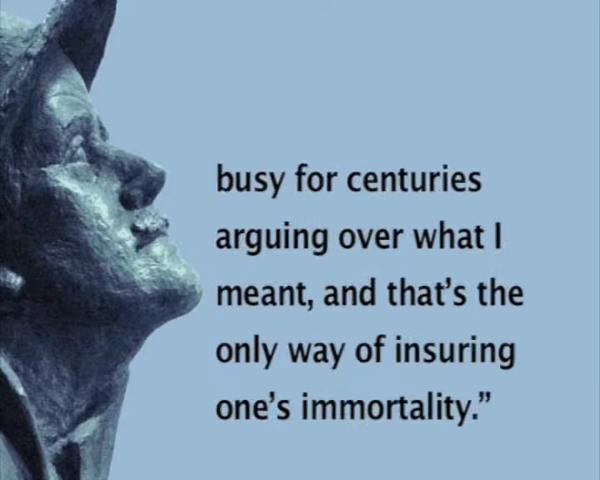 busy for centuries
arguing over what I
meant, and that’s the
only way of insuring
one’s immortality.”